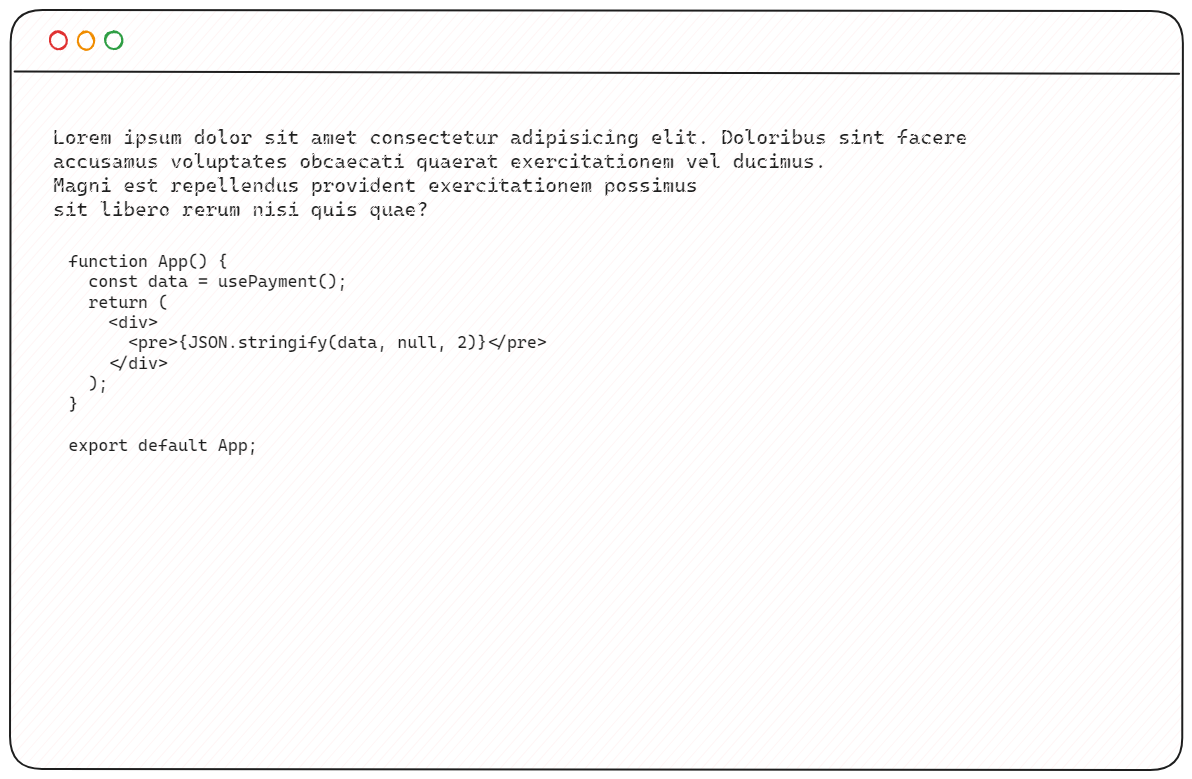 Lorem ipsum dolor sit amet consectetur adipisicing elit. Doloribus sint facere
accusamus voluptates obcaecati quaerat exercitationem vel ducimus.
Magni est repellendus provident exercitationem possimus
sit libero rerum nisi quis quae?
function App() {
  const data = usePayment();
  return (
    <div>
      <pre>{JSON.stringify(data, null, 2)}</pre>
    </div>
  );
}
export default App;